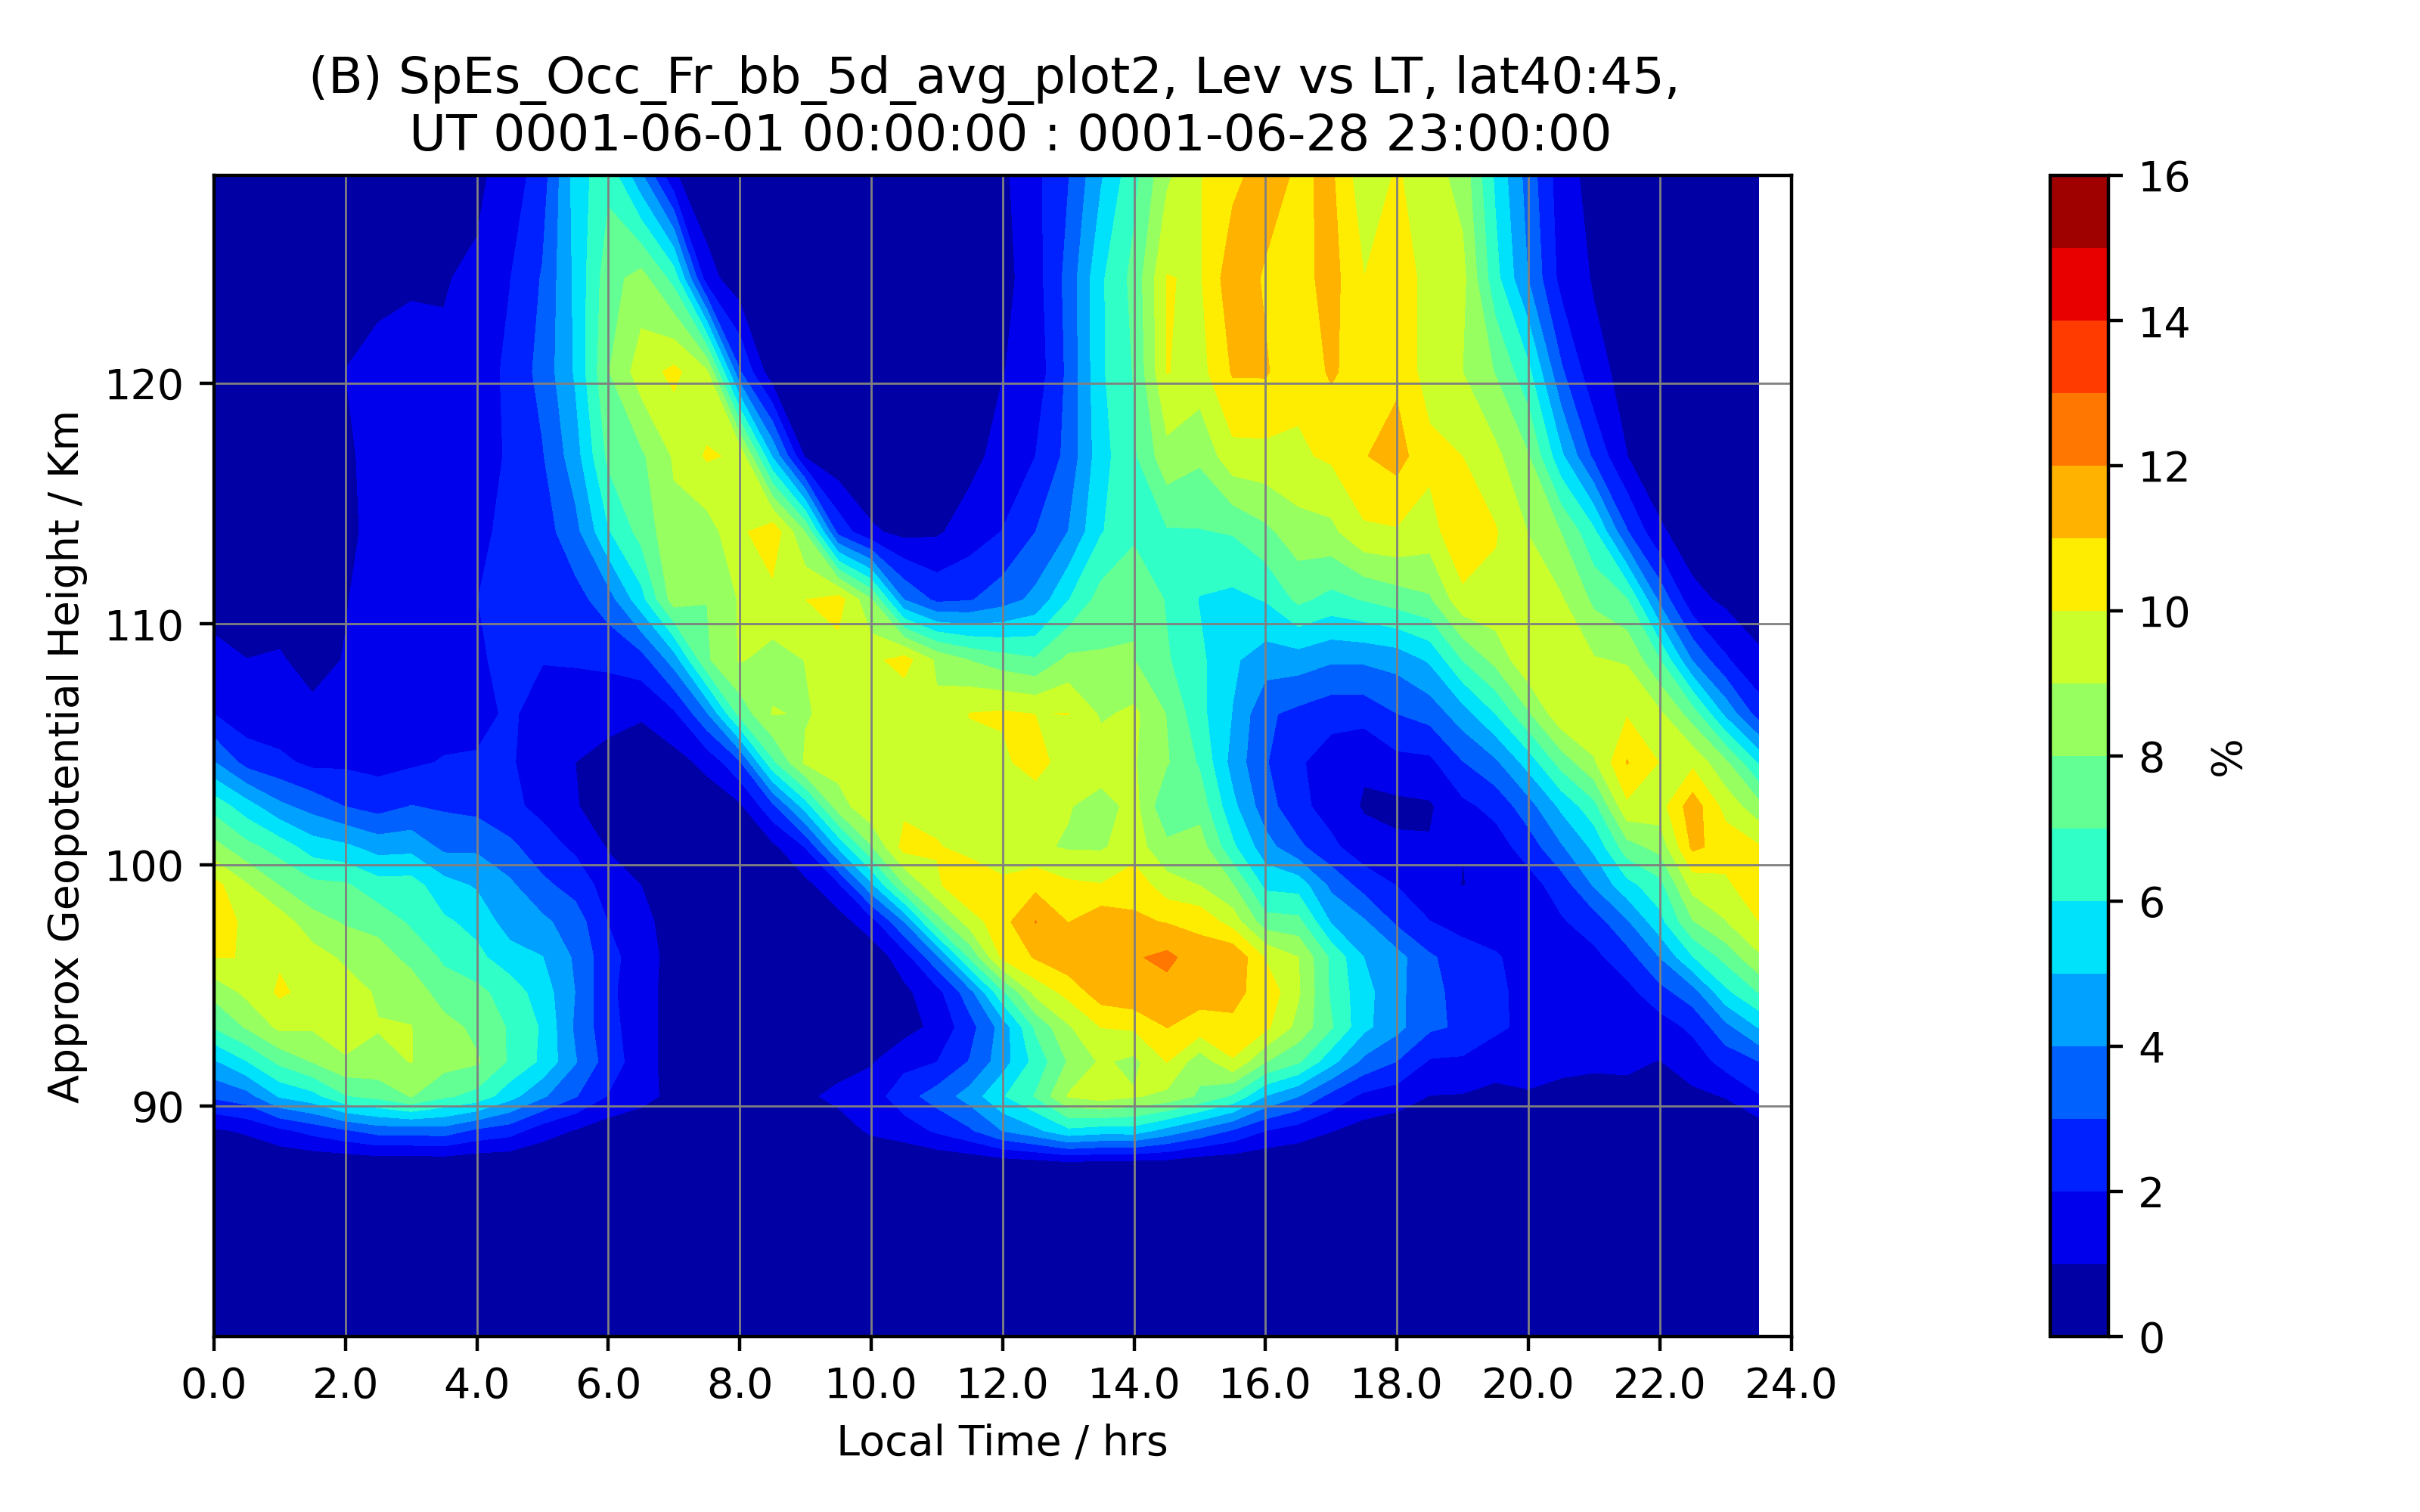 (B) SpEs_Occ_Fr_bb_5d_avg_plot2, Lev vs LT, lat40:45,
UT 0001-06-01 00:00:00 : 0001-06-28 23:00:00
Approx Geopotential Height / Km
120
110
100
90
0.0 2.0 4.0 6.0 8.0 10.0 12.0 14.0 16.0 18.0 20.0 22.0 24.0
Local Time / hrs
16
14
12
10
8
6
4
2
0
%